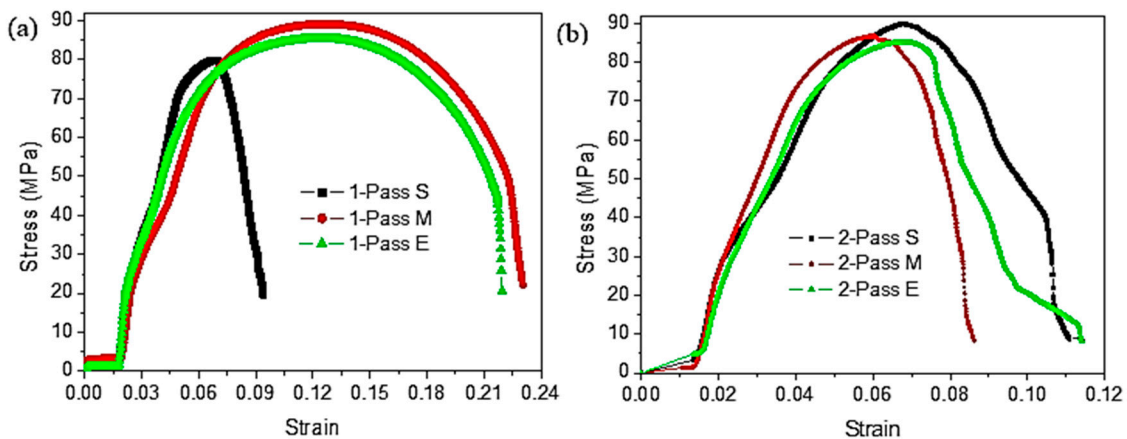 (a)
Stress (MPa)
90
80
70
60
50
40
30
20
10
0
1-Pass S
1-Pass M
1-Pass E
0.00 0.03 0.06 0.09 0.12 0.15 0.18 0.21 0.24
Strain
(b)
Stress (MPa)
90
80
70
60
50
40
30
20
10
0
2-Pass S
2-Pass M
2-Pass E
0.00 0.02 0.04 0.06 0.08 0.10 0.12
Strain